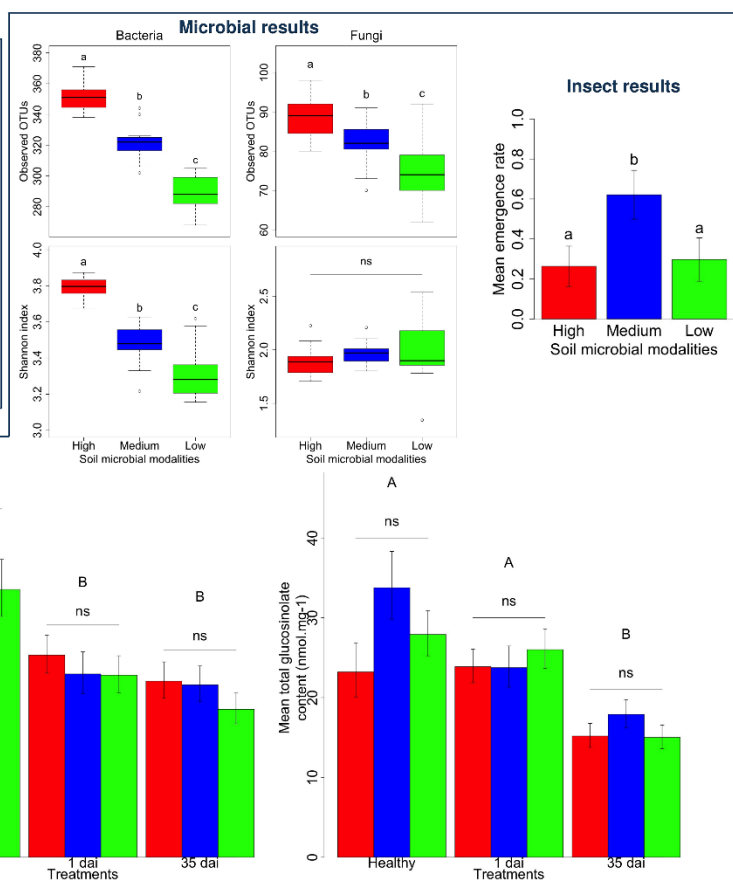 Microbial results
Bacteria
Fungi
Observed OTUs
360
340
320
300
280
a
b
c
Observed OTUs
100
90
80
70
60
a
b
c
Shannon index
4.0
3.8
3.6
3.4
3.2
3.0
a
b
c
High
Medium
Low
Soil microbial modalities
Shannon index
2.5
2.0
1.5
ns
High
Medium
Low
Soil microbial modalities
Insect results
Mean emergence rate
1.0
0.8
0.6
0.4
0.2
0.0
a
b
a
High
Medium
Low
Soil microbial modalities
B
ns
B
ns
1 dai
35 dai
Treatments
Mean total glucosinolate
content (nmol.mg-1)
40
30
20
10
0
A
ns
A
ns
B
ns
Healthy
1 dai
35 dai
Treatments